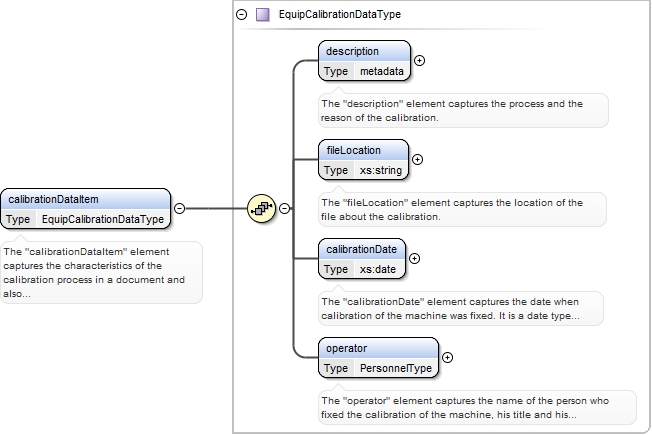 EquipCalibrationDataType
description
Type metadata
The "description" element captures the process and the
reason of the calibration.
fileLocation
Type xs:string
The "fileLocation" element captures the location of the
file about the calibration.
calibrationDataItem
Type EquipCalibrationDataType
The "calibrationDataItem" element
captures the characteristics of the
calibration process in a document and
also...
calibrationDate
Type xs:date
The "calibrationDate" element captures the date when
calibration of the machine was fixed. It is a date type...
operator
Type PersonnelType
The "operator" element captures the name of the person who
fixed the calibration of the machine, his title and his...